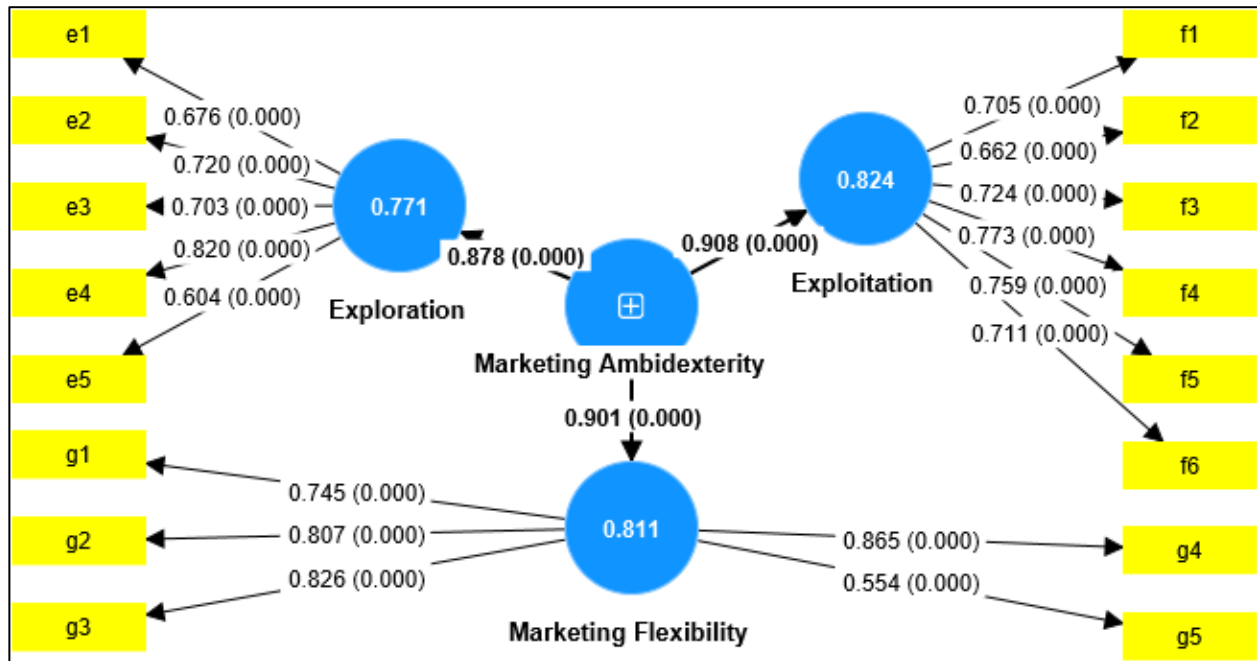 e1
f1
0.676 (0.000)
0.705 (0.000)
e2
f2
0.720 (0.000)
0.662 (0.000)
e3
0.703 (0.000)
0.771
0.824
0.724 (0.000)
f3
0.820 (0.000)
0.878 (0.000)
0.908 (0.000)
0.773 (0.000)
e4
0.604 (0.000)
Exploration
Exploitation
0.759 (0.000)
f4
0.711 (0.000)
e5
Marketing Ambidexterity
f5
0.901 (0.000)
g1
f6
0.745 (0.000)
g2
0.807 (0.000)
0.811
0.865 (0.000)
g4
0.826 (0.000)
0.554 (0.000)
g3
Marketing Flexibility
g5